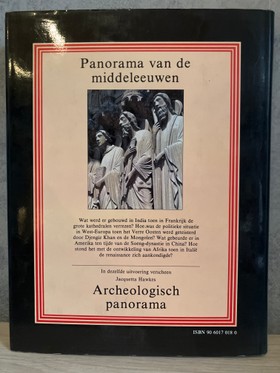 Panorama van de
middeleeuwen
Wat werd er gebouwd in India toen in Frankrijk de
grote kathedralen verrezen? Hoe was de politieke situatie
in West-Europa toen het Verre Oosten werd geteisterd
door Djengiz Khan en de Mongolen? Wat gebeurde er in
Amerika ten tijde van de Soeng-dynastie in China? Hoe
stond het met de ontwikkeling van Afrika toen in Italië
de renaissance zich aankondigde?
In dezelfde uitvoering verscheen
Jacquetta Hawkes
Archeologisch
panorama
ISBN 90 6017 018 0